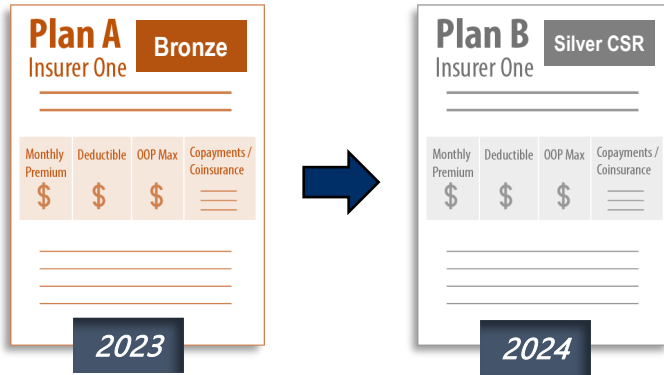 Plan A
Bronze
Insurer One
Monthly Premium
Deductible
OOP Max
Copayments / Coinsurance
$
$
$
2023
Plan B
Silver CSR
Insurer One
Monthly Premium
Deductible
OOP Max
Copayments / Coinsurance
$
$
$
2024